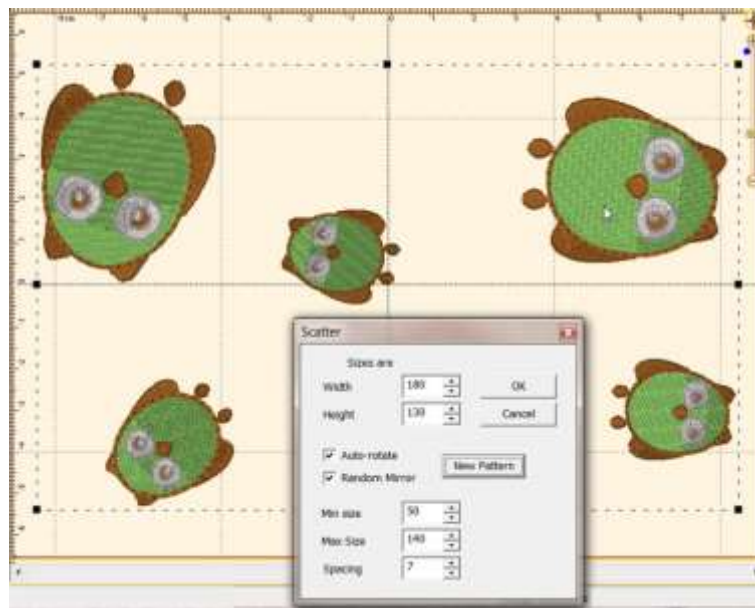 Scatter
Sizes are
Width 180
OK
Height 130
Cancel
Auto-rotate
New Pattern
Random Mirror
Min size 50
Max Size 140
Spacing 7